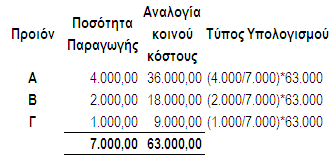 Προιόν Ποσότητα Παραγωγής Αναλογία κοινού κόστους Τύπος Υπολογισμού
Α 4.000,00 36.000,00 (4.000/7.000)*63.000
Β 2.000,00 18.000,00 (2.000/7.000)*63.000
Γ 1.000,00 9.000,00 (1.000/7.000)*63.000
7.000,00 63.000,00